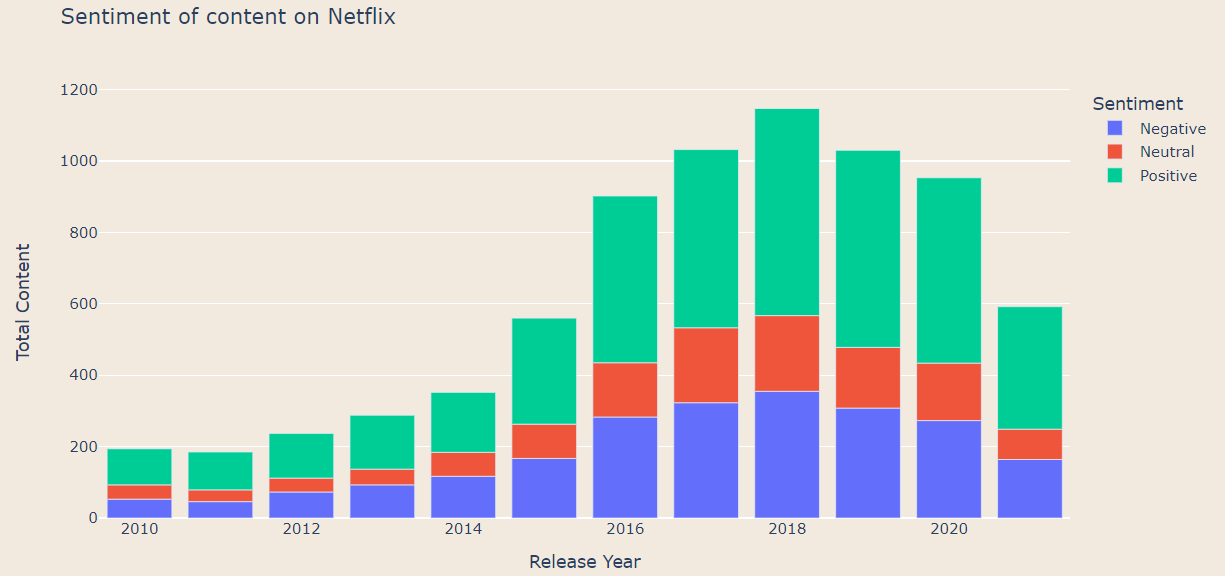 Sentiment of content on Netflix
1200
1000
800
600
400
200
0
Total Content
2010
2012
2014
2016
2018
2020
Release Year
Sentiment
Negative
Neutral
Positive